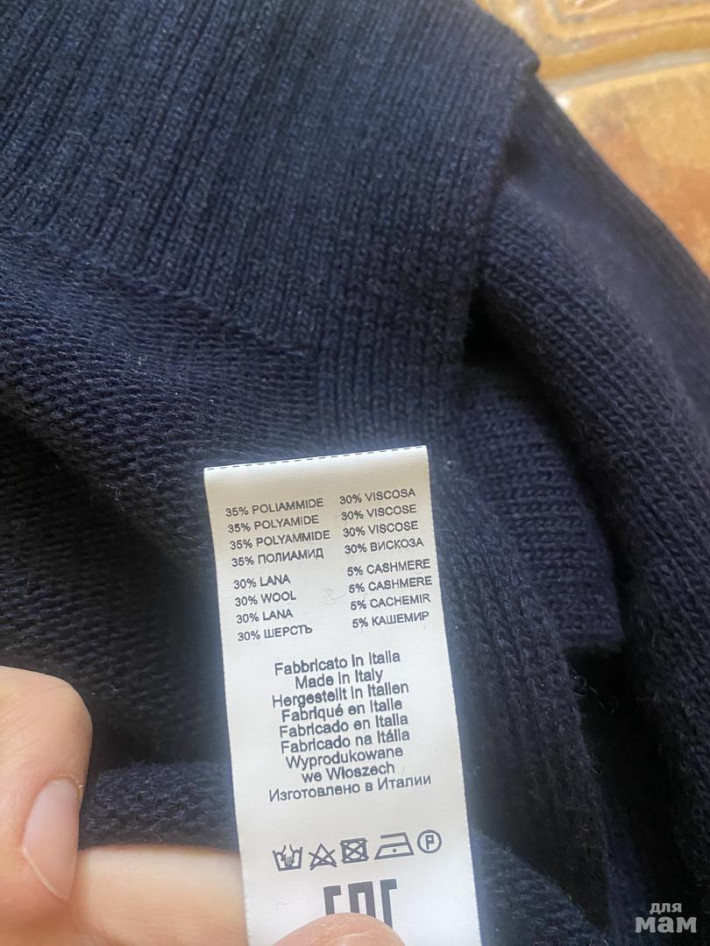 35% POLIAMMIDE 30% VISCOSA
35% POLYAMIDE 30% VISCOSE
35% POLYAMMIDE 30% VISCOSE
35% ПОЛИАМИД 30% ВИСКОЗА
30% LANA 5% CASHMERE
30% WOOL 5% CASHMERE
30% LANA 5% CACHEMIR
30% ШЕРСТЬ 5% КАШЕМИР
Fabbricato in Italia
Made in Italy
Hergestellt in Italien
Fabriqué en Italie
Fabricado en Italia
Fabricado na Itália
Wyprodukowane
we Włoszech
Изготовлено в Италии
P
для
мам